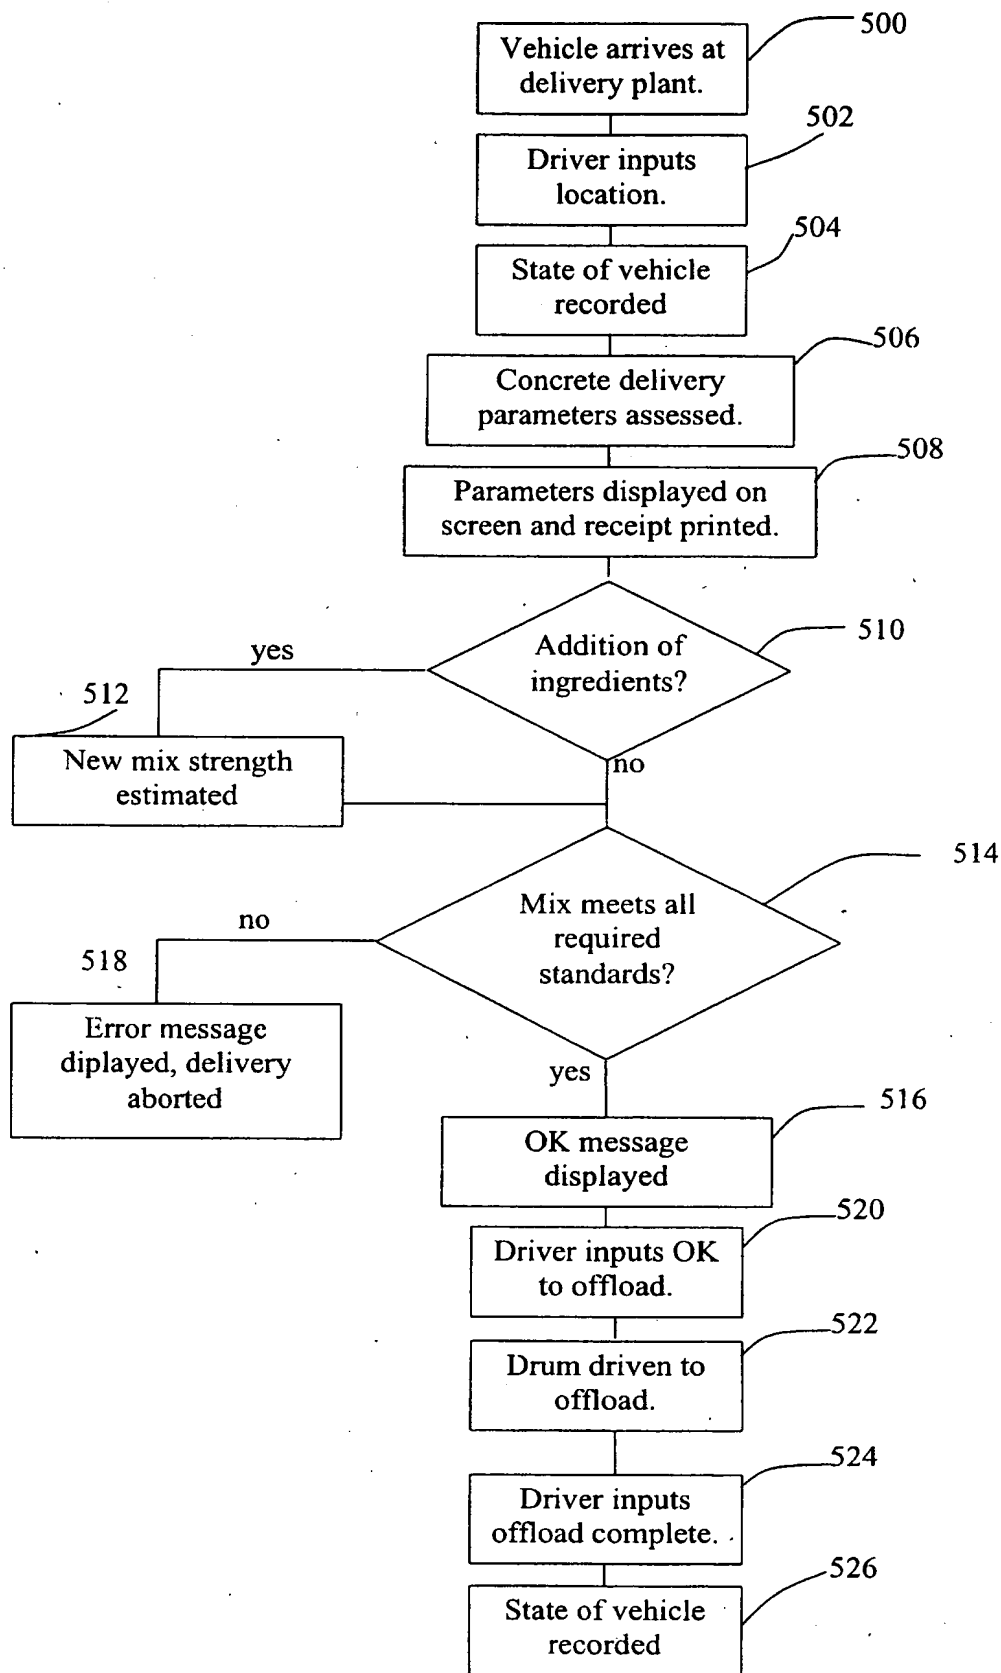 500
Vehicle arrives at
delivery plant.
502
Driver inputs
location.
504
State of vehicle
recorded
506
Concrete delivery
parameters assessed.
508
Parameters displayed on
screen and receipt printed.
510
Addition of
ingredients?
yes
512
New mix strength
estimated
no
514
Mix meets all
required
standards?
no
518
Error message
diplayed, delivery
aborted
yes
516
OK message
displayed
520
Driver inputs OK
to offload.
522
Drum driven to
offload.
524
Driver inputs
offload complete.
526
State of vehicle
recorded